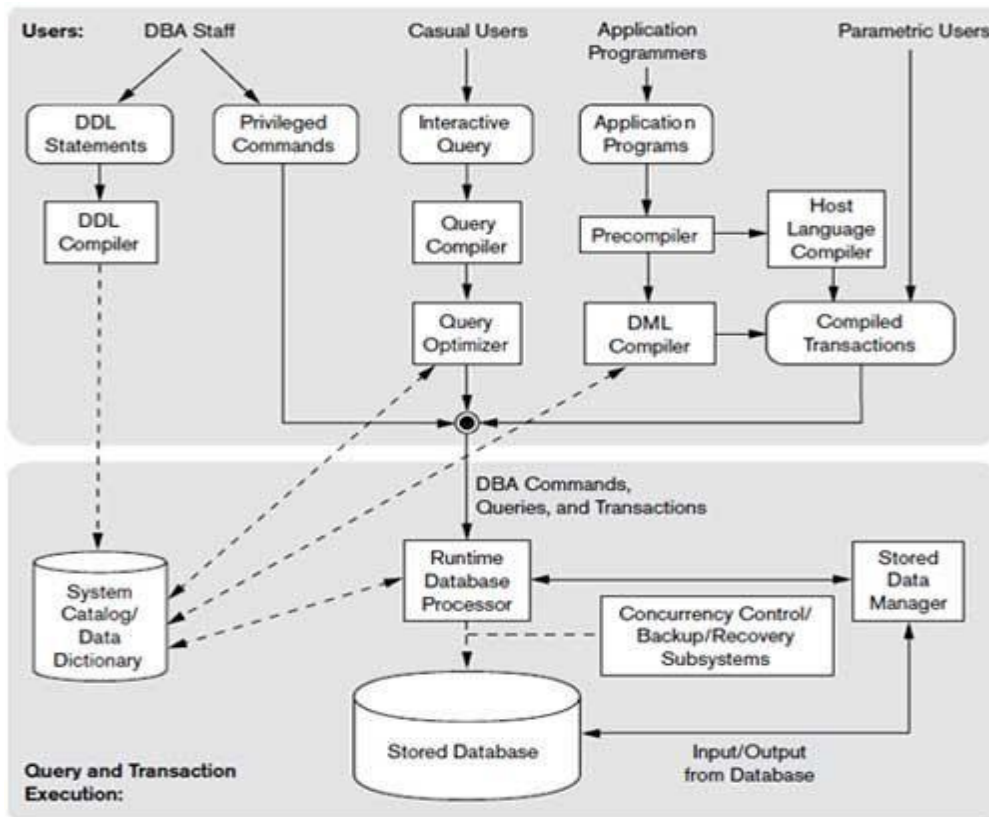 Users:
DBA Staff
Casual Users
Application
Programmers
Parametric Users
DDL
Statements
Privileged
Commands
Interactive
Query
Application
Programs
DDL
Compiler
Query
Compiler
Precompiler
Host
Language
Compiler
Query
Optimizer
DML
Compiler
Compiled
Transactions
DBA Commands,
Queries, and Transactions
System
Catalog/
Data
Dictionary
Runtime
Database
Processor
Stored
Data
Manager
Concurrency Control/
Backup/Recovery
Subsystems
Stored Database
Input/Output
from Database
Query and Transaction
Execution: